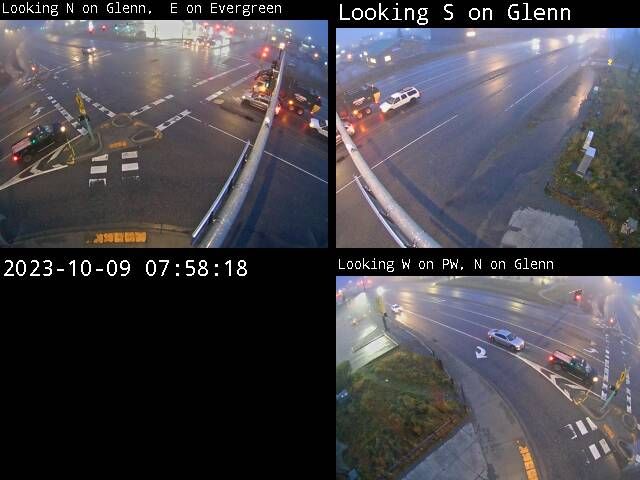 Looking N on Glenn,  E on Evergreen
Looking S on Glenn
2023-10-09 07:58:18
Looking W on PW, N on Glenn